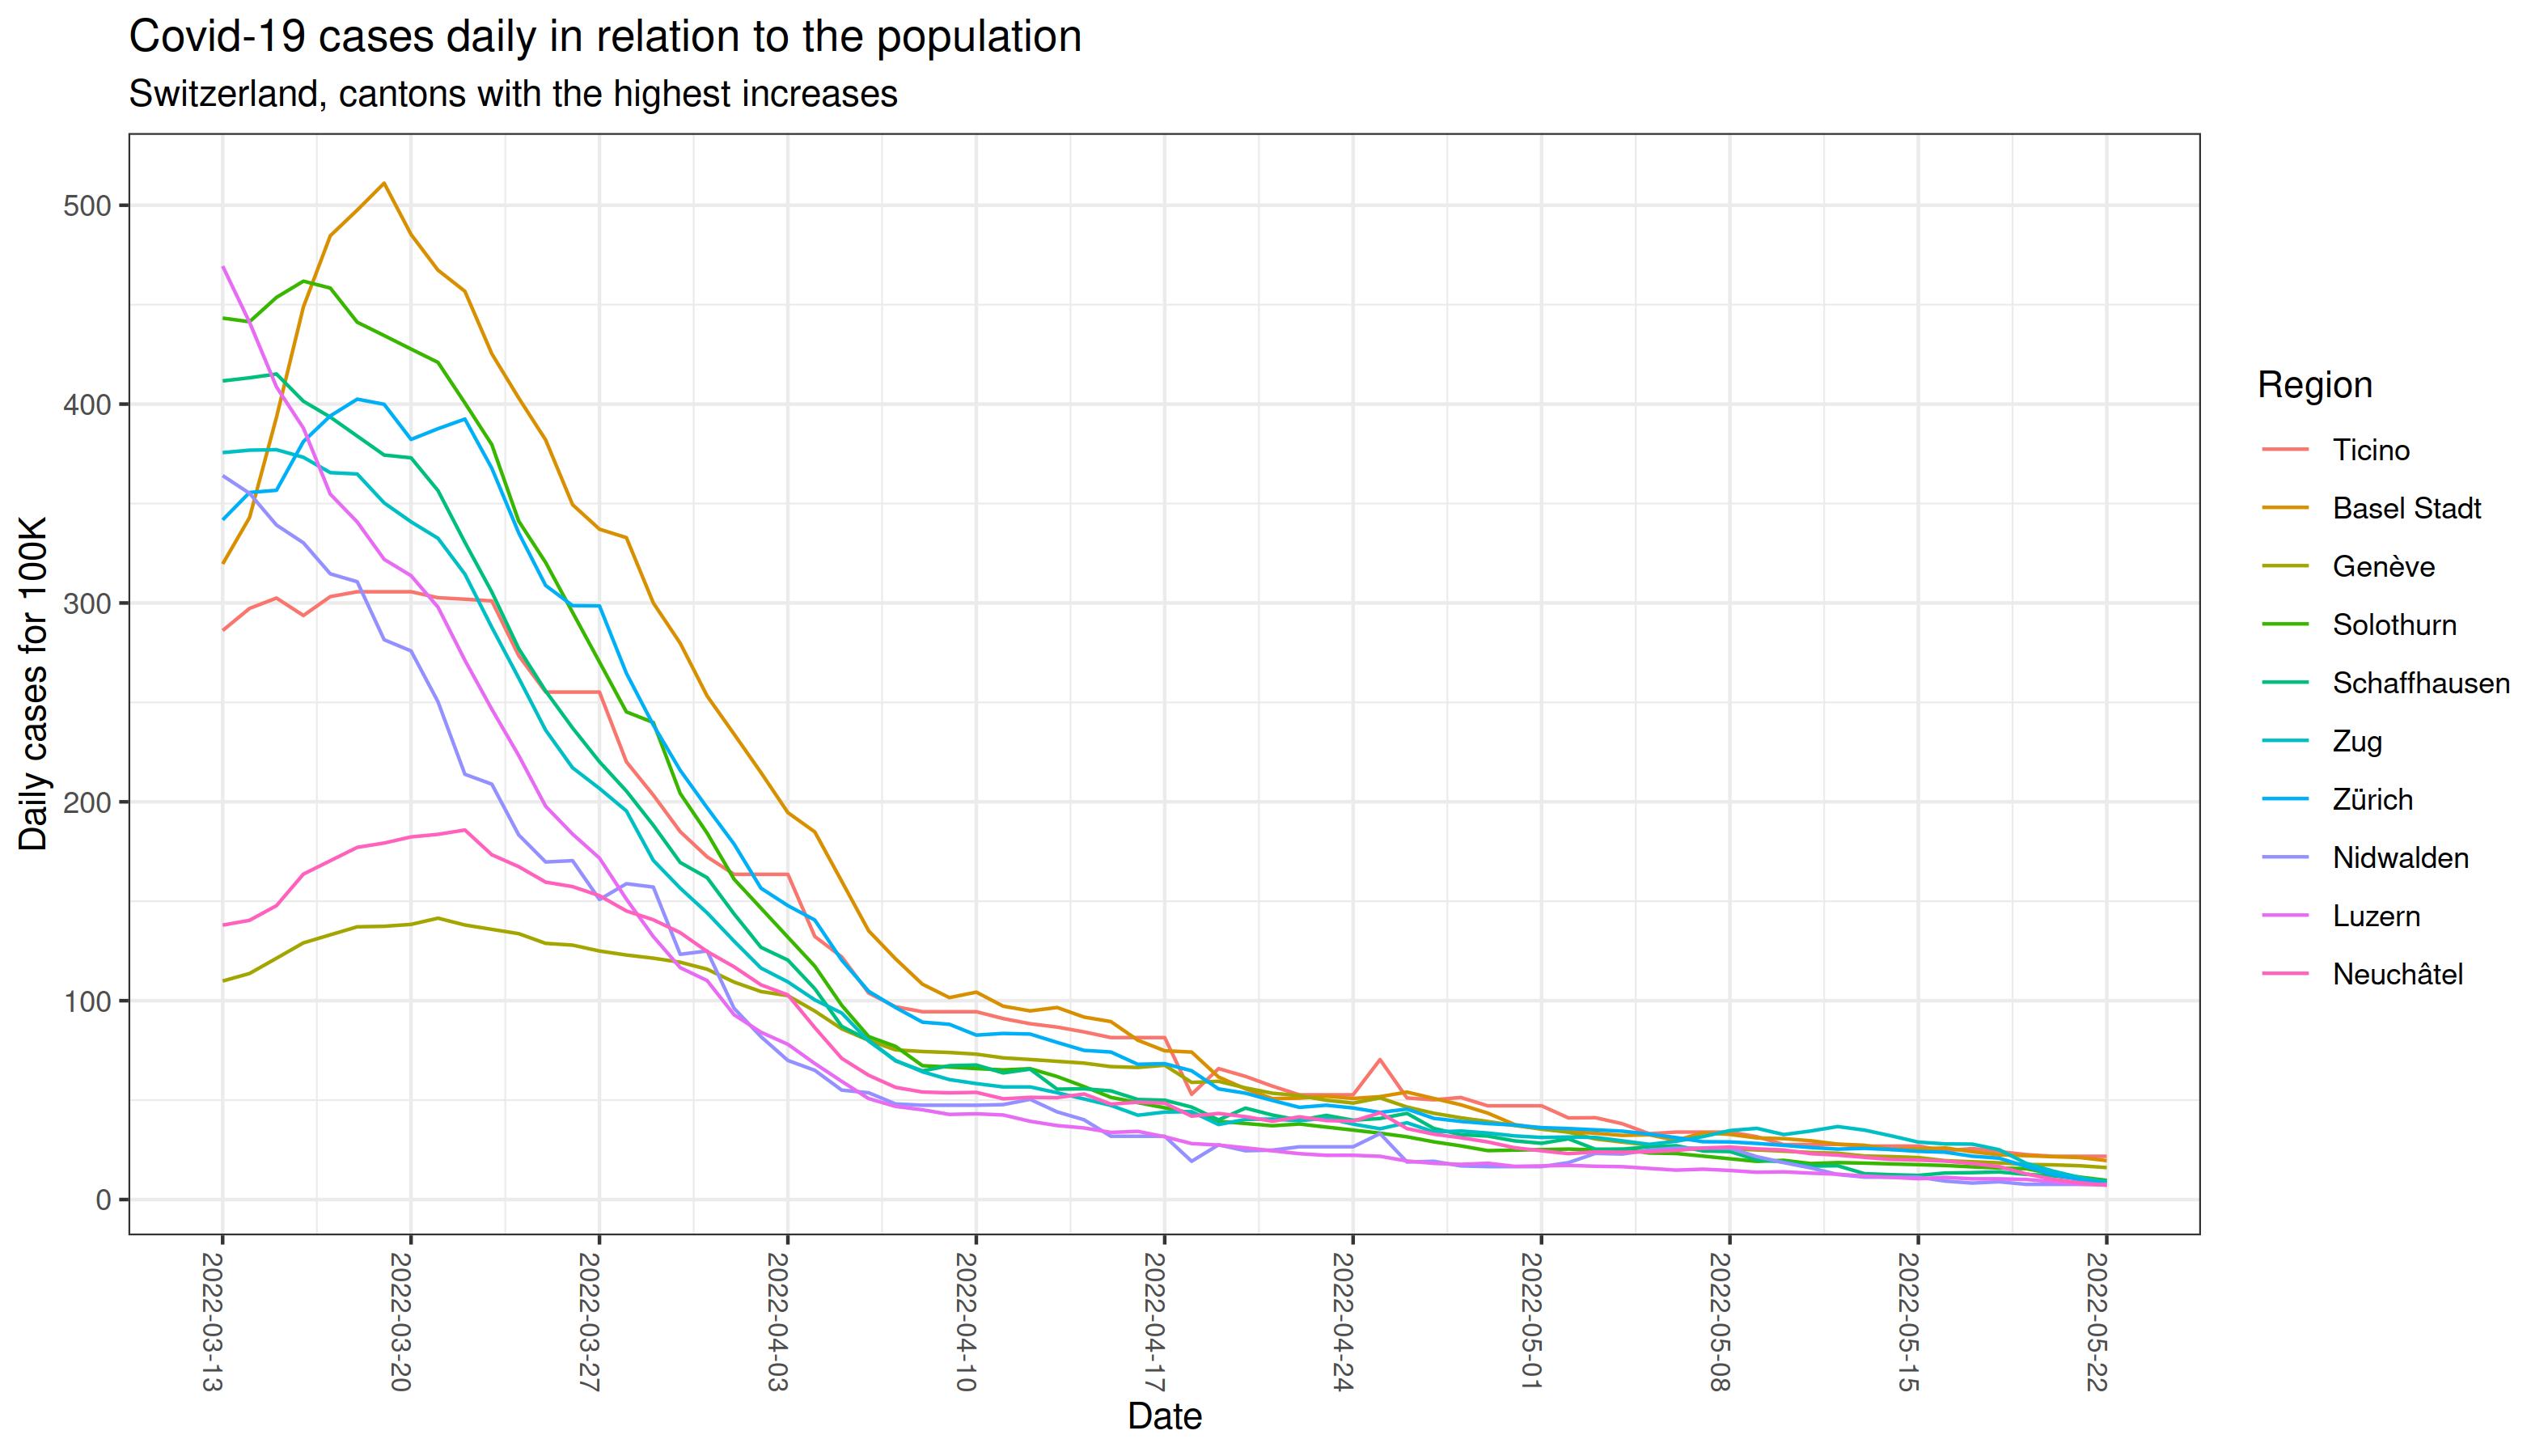 Covid-19 cases daily in relation to the population
Switzerland, cantons with the highest increases
Daily cases for 100K
500
400
300
200
100
0
2022-03-13
2022-03-20
2022-03-27
2022-04-03
2022-04-10
2022-04-17
2022-04-24
2022-05-01
2022-05-08
2022-05-15
2022-05-22
Date
Region
Ticino
Basel Stadt
Genève
Solothurn
Schaffhausen
Zug
Zürich
Nidwalden
Luzern
Neuchâtel